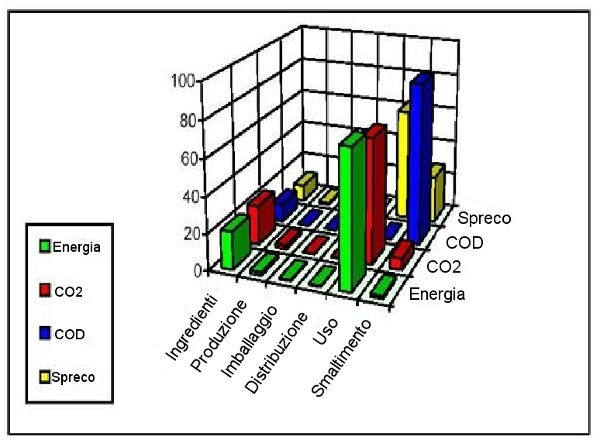 100
80
60
40
20
0
Ingredienti
Produzione
Imballaggio
Distribuzione
Uso
Smaltimento
Spreco
COD
CO2
Energia
Energia
CO2
COD
Spreco